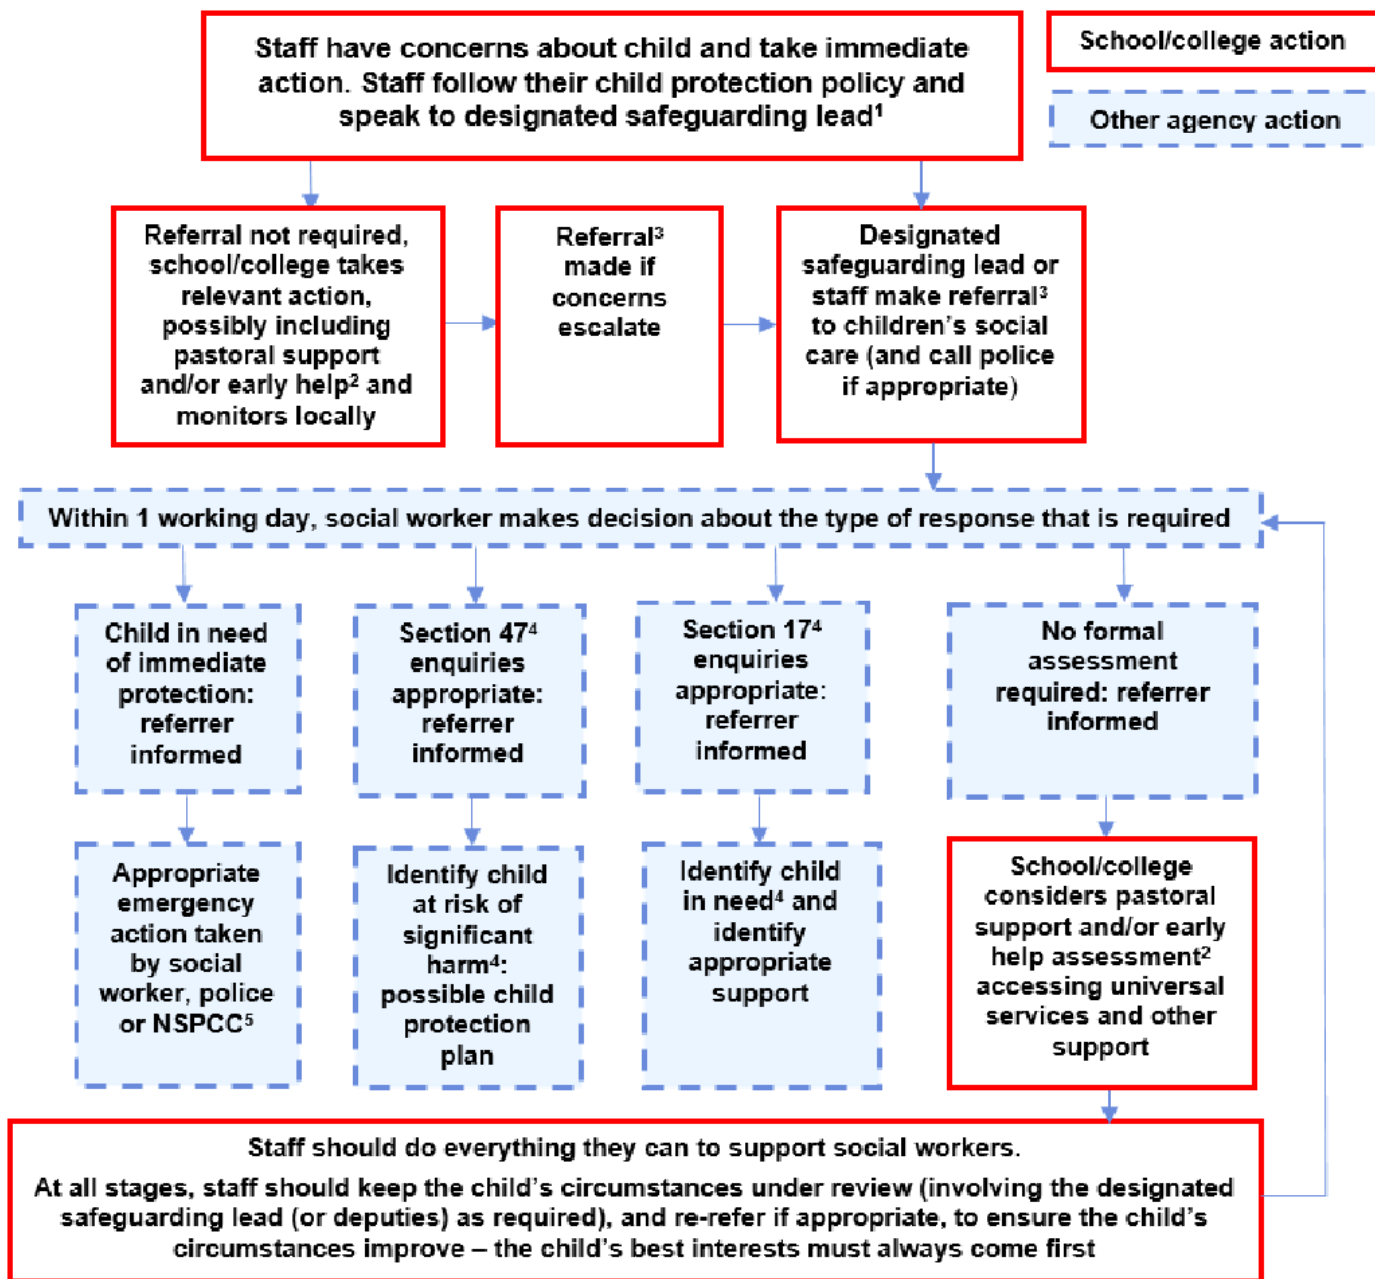 Staff have concerns about child and take immediate
action. Staff follow their child protection policy and
speak to designated safeguarding lead¹
School/college action
Other agency action
Referral not required,
school/college takes
relevant action,
possibly including
pastoral support
and/or early help² and
monitors locally
Referral³
made if
concerns
escalate
Designated
safeguarding lead or
staff make referral³
to children’s social
care (and call police
if appropriate)
Within 1 working day, social worker makes decision about the type of response that is required
Child in need
of immediate
protection:
referrer
informed
Section 47⁴
enquiries
appropriate:
referrer
informed
Section 17⁴
enquiries
appropriate:
referrer
informed
No formal
assessment
required: referrer
informed
Appropriate
emergency
action taken
by social
worker, police
or NSPCC⁵
Identify child
at risk of
significant
harm⁴:
possible child
protection
plan
Identify child
in need⁴ and
identify
appropriate
support
School/college
considers pastoral
support and/or early
help assessment²
accessing universal
services and other
support
Staff should do everything they can to support social workers.
At all stages, staff should keep the child’s circumstances under review (involving the designated
safeguarding lead (or deputies) as required), and re-refer if appropriate, to ensure the child’s
circumstances improve – the child’s best interests must always come first